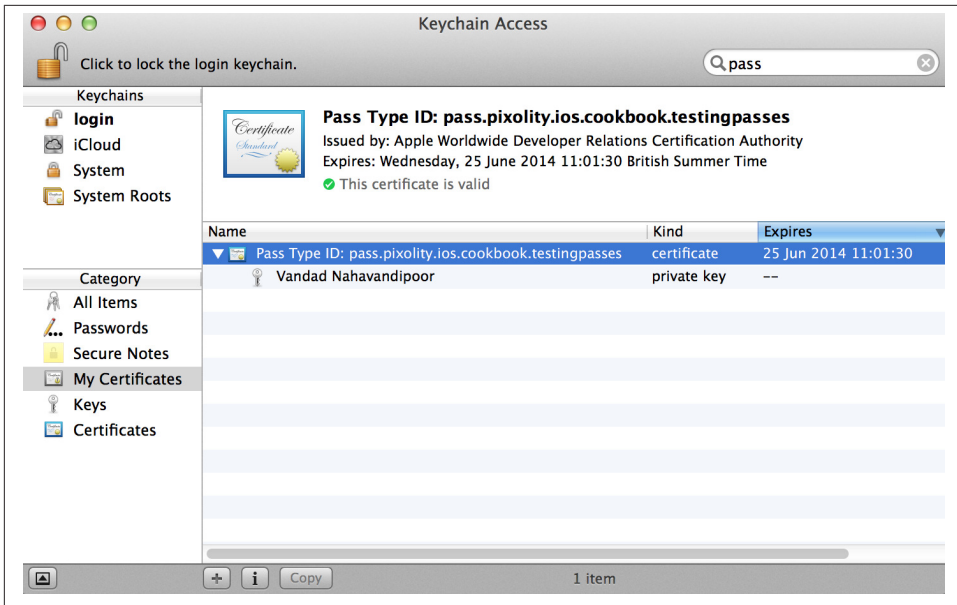 Keychain Access
Click to lock the login keychain.
pass
Keychains
login
iCloud
System
System Roots
Category
All Items
Passwords
Secure Notes
My Certificates
Keys
Certificates
Certificate
Standard
Pass Type ID: pass.pixolity.ios.cookbook.testingpasses
Issued by: Apple Worldwide Developer Relations Certification Authority
Expires: Wednesday, 25 June 2014 11:01:30 British Summer Time
This certificate is valid
Name Kind Expires
Pass Type ID: pass.pixolity.ios.cookbook.testingpasses certificate 25 Jun 2014 11:01:30
Vandad Nahavandipoor private key --
+ i Copy 1 item